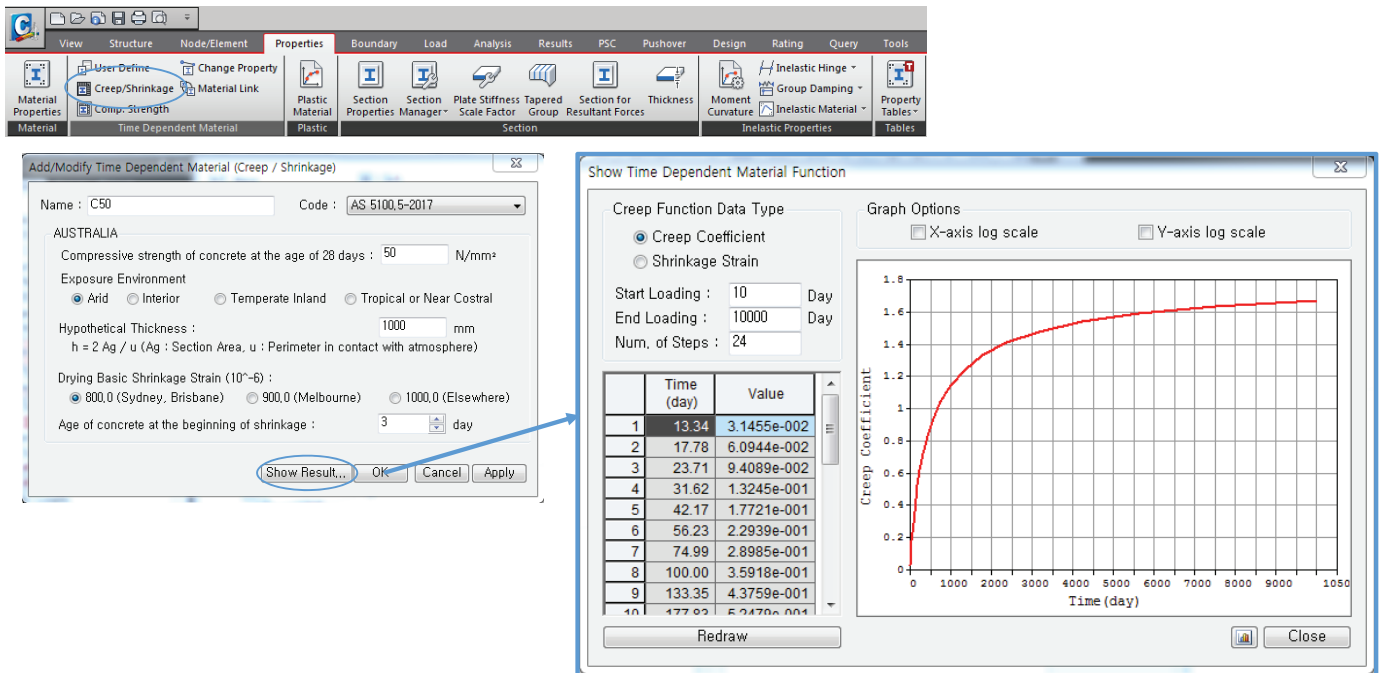 View Structure Node/Element Properties Boundary Load Analysis Results PSC Pushover Design Rating Query Tools
Material Properties
User Define
Creep/Shrinkage
Comp. Strength
Change Property
Material Link
Plastic Material
Section Properties
Section Manager
Plate Stiffness Scale Factor
Tapered Group
Section for Resultant Forces
Thickness
Moment Curvature
Inelastic Hinge
Group Damping
Inelastic Material
Property Tables
Material Time Dependent Material Plastic Section Inelastic Properties Tables
Add/Modify Time Dependent Material (Creep / Shrinkage)
Name : C50 Code : AS 5100,5-2017
AUSTRALIA
Compressive strength of concrete at the age of 28 days : 50 N/mm²
Exposure Environment
Arid Interior Temperate Inland Tropical or Near Costral
Hypothetical Thickness : 1000 mm
h = 2 Ag / u (Ag : Section Area, u : Perimeter in contact with atmosphere)
Drying Basic Shrinkage Strain (10^-6) :
800,0 (Sydney, Brisbane) 900,0 (Melbourne) 1000,0 (Elsewhere)
Age of concrete at the beginning of shrinkage : 3 day
Show Result,,, OK Cancel Apply
Show Time Dependent Material Function
Creep Function Data Type
Creep Coefficient
Shrinkage Strain
Start Loading : 10 Day
End Loading : 10000 Day
Num, of Steps : 24
Time (day) Value
1 13.34 3.1455e-002
2 17.78 6.0944e-002
3 23.71 9.4089e-002
4 31.62 1.3245e-001
5 42.17 1.7721e-001
6 56.23 2.2939e-001
7 74.99 2.8985e-001
8 100.00 3.5918e-001
9 133.35 4.3759e-001
10 177.83 5.2479e-001
Redraw
Graph Options
X-axis log scale Y-axis log scale
1.8
1.6
1.4
1.2
1
0.8
0.6
0.4
0.2
0
Creep Coefficient
0 1000 2000 3000 4000 5000 6000 7000 8000 9000 1050
Time(day)
Close